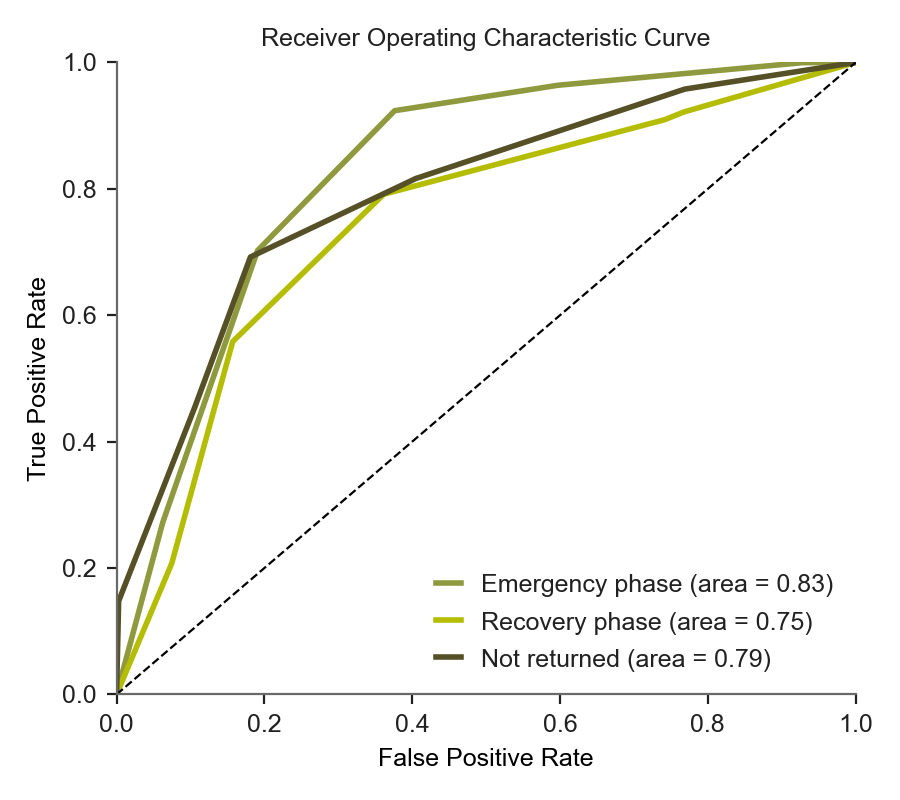 Receiver Operating Characteristic Curve
1.0
0.8
0.6
0.4
0.2
0.0
True Positive Rate
Emergency phase (area = 0.83)
Recovery phase (area = 0.75)
Not returned (area = 0.79)
0.0 0.2 0.4 0.6 0.8 1.0
False Positive Rate